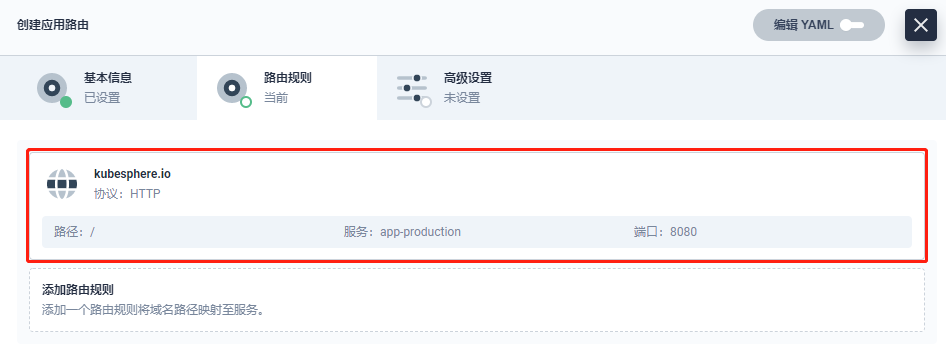 创建应用路由
编辑 YAML
基本信息
已设置
路由规则
当前
高级设置
未设置
kubesphere.io
协议：HTTP
路径：/ 服务：app-production 端口：8080
添加路由规则
添加一个路由规则将域名路径映射至服务。